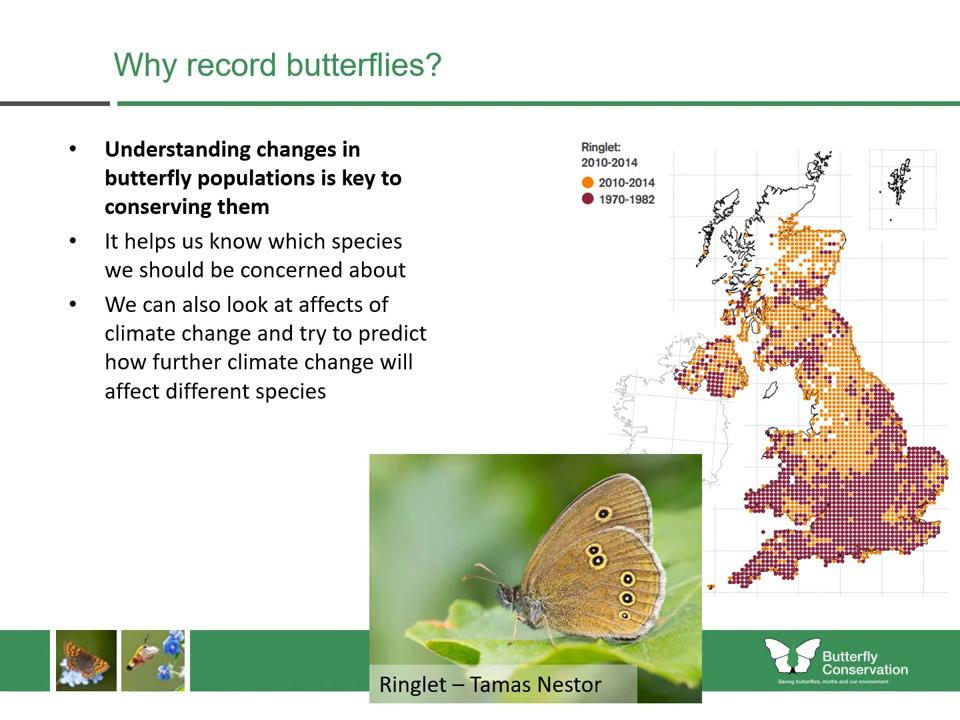 Why record butterflies?
• Understanding changes in
butterfly populations is key to
conserving them
• It helps us know which species
we should be concerned about
• We can also look at affects of
climate change and try to predict
how further climate change will
affect different species
Ringlet:
2010-2014
2010-2014
1970-1982
Ringlet – Tamas Nestor
Butterfly
Conservation
Saving butterflies, moths and our environment